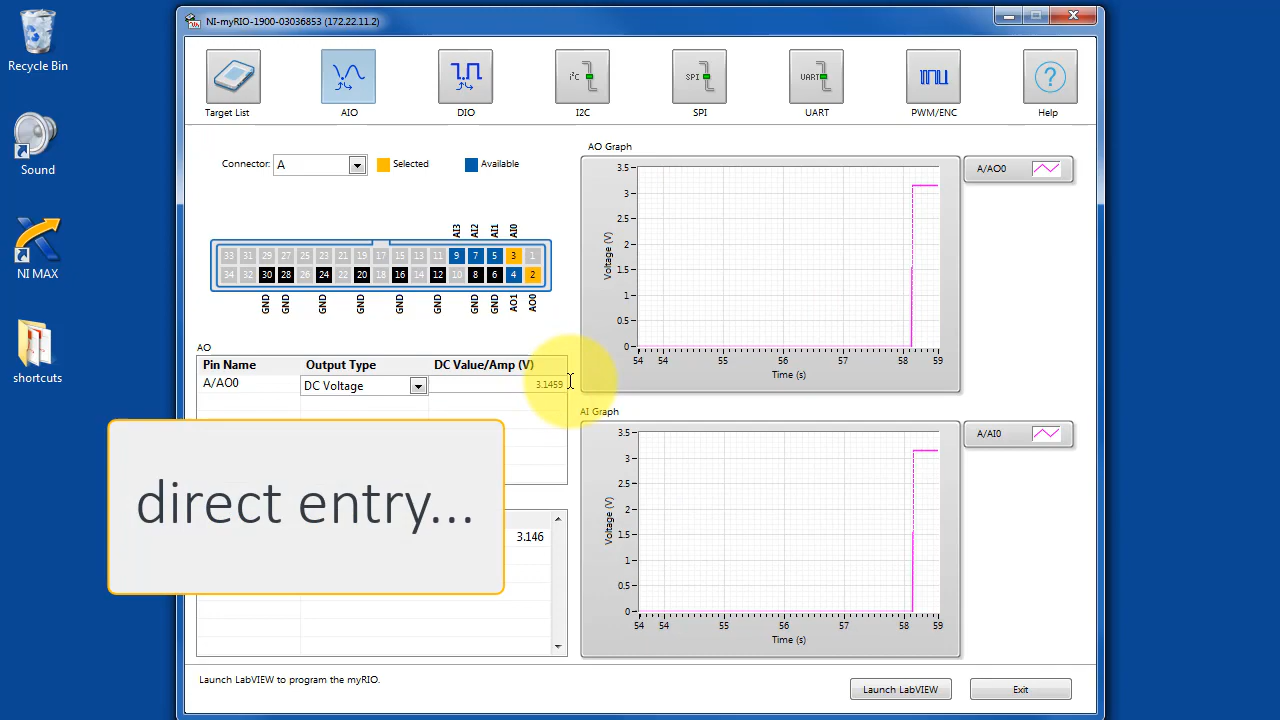 NI-myRIO-1900-03036853 (172.22.11.2)
Recycle Bin
Sound
NI MAX
shortcuts
I²C
SPI
UART
?
Target List
AIO
DIO
I2C
SPI
UART
PWM/ENC
Help
Connector:
A
Selected
Available
AI3
AI2
AI1
AI0
33 31 29 27 25 23 21 19 17 15 13 11 9 7 5 3 1
34 32 30 28 26 24 22 20 18 16 14 12 10 8 6 4 2
GND
GND
GND
GND
GND
GND
GND
GND
AO1
AO0
AO
Pin Name
Output Type
DC Value/Amp (V)
A/AO0
DC Voltage
3.1459
direct entry...
3.146
AO Graph
Voltage (V)
3.5
3
2.5
2
1.5
1
0.5
0
54 54 55 56 57 58 59
Time (s)
A/AO0
AI Graph
Voltage (V)
3.5
3
2.5
2
1.5
1
0.5
0
54 54 55 56 57 58 59
Time (s)
A/AI0
Launch LabVIEW to program the myRIO.
Launch LabVIEW
Exit